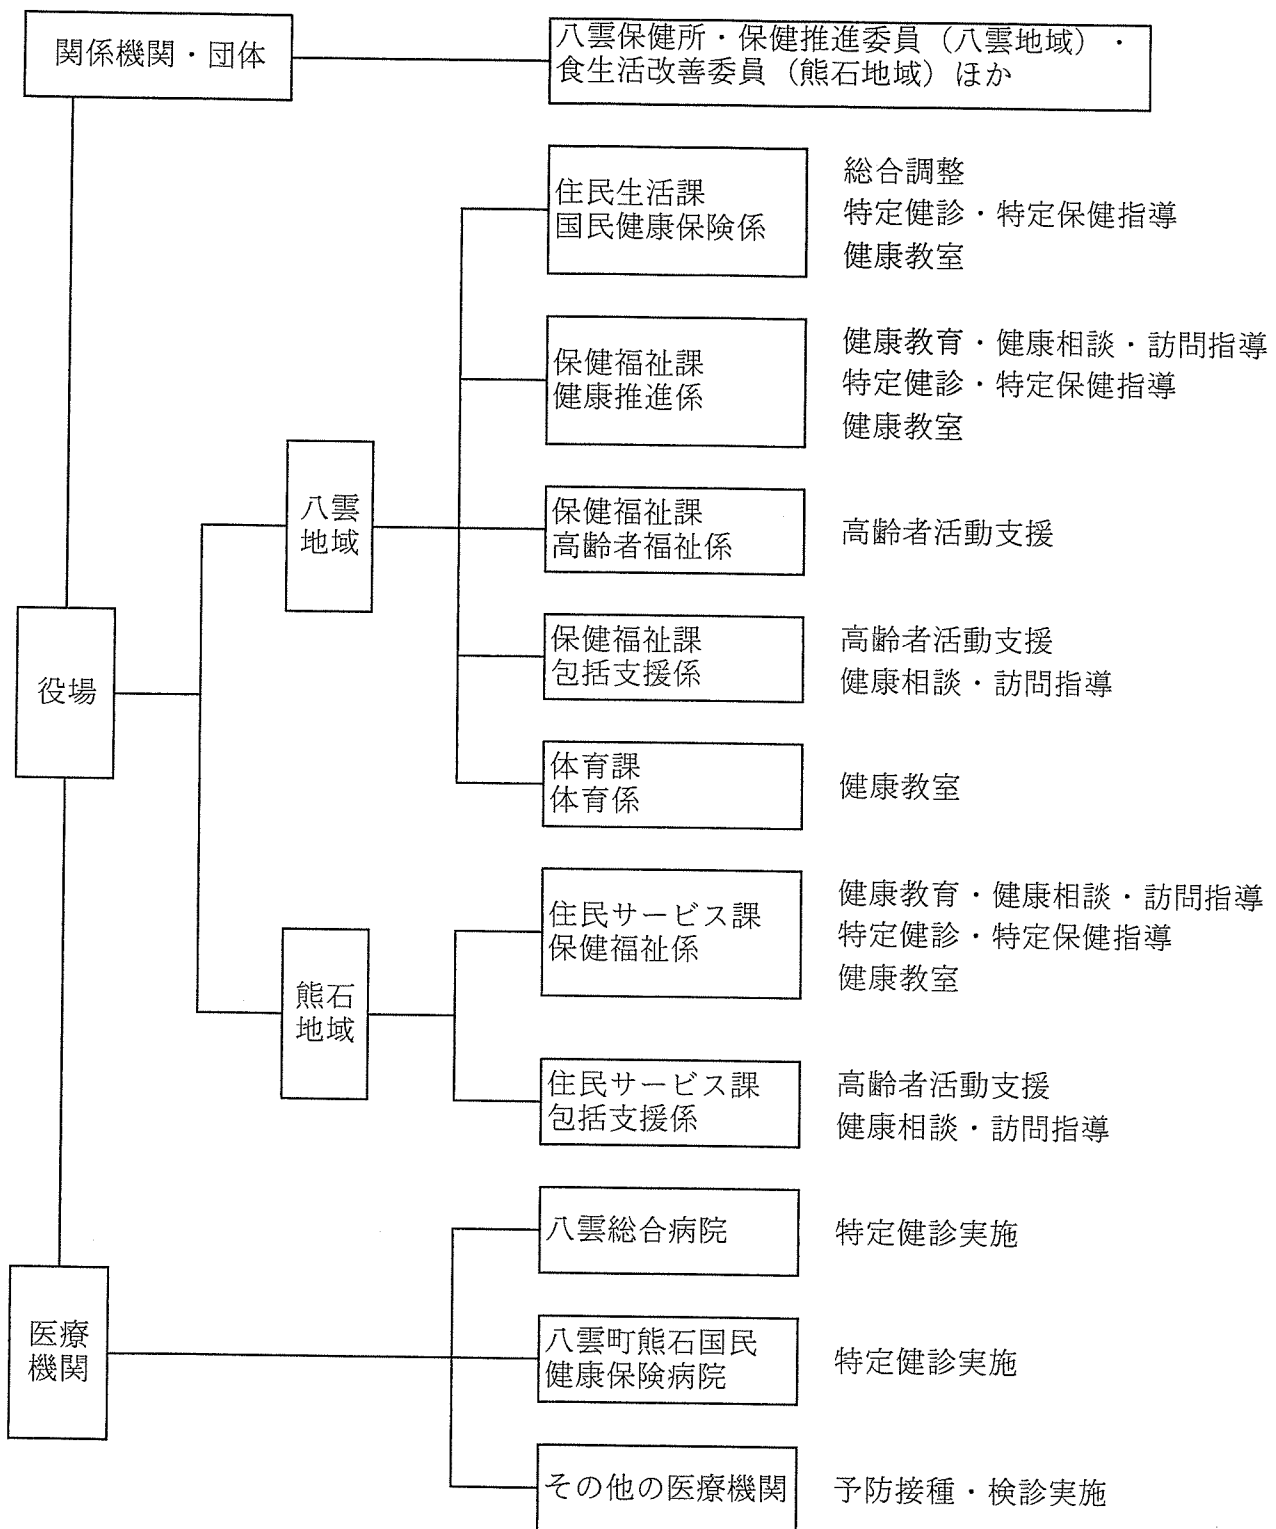 関係機関・団体
八雲保健所・保健推進委員（八雲地域）・
食生活改善委員（熊石地域）ほか
役場
八雲
地域
住民生活課
国民健康保険係
総合調整
特定健診・特定保健指導
健康教室
保健福祉課
健康推進係
健康教育・健康相談・訪問指導
特定健診・特定保健指導
健康教室
保健福祉課
高齢者福祉係
高齢者活動支援
保健福祉課
包括支援係
高齢者活動支援
健康相談・訪問指導
体育課
体育係
健康教室
熊石
地域
住民サービス課
保健福祉係
健康教育・健康相談・訪問指導
特定健診・特定保健指導
健康教室
住民サービス課
包括支援係
高齢者活動支援
健康相談・訪問指導
医療
機関
八雲総合病院
特定健診実施
八雲町熊石国民
健康保険病院
特定健診実施
その他の医療機関
予防接種・検診実施